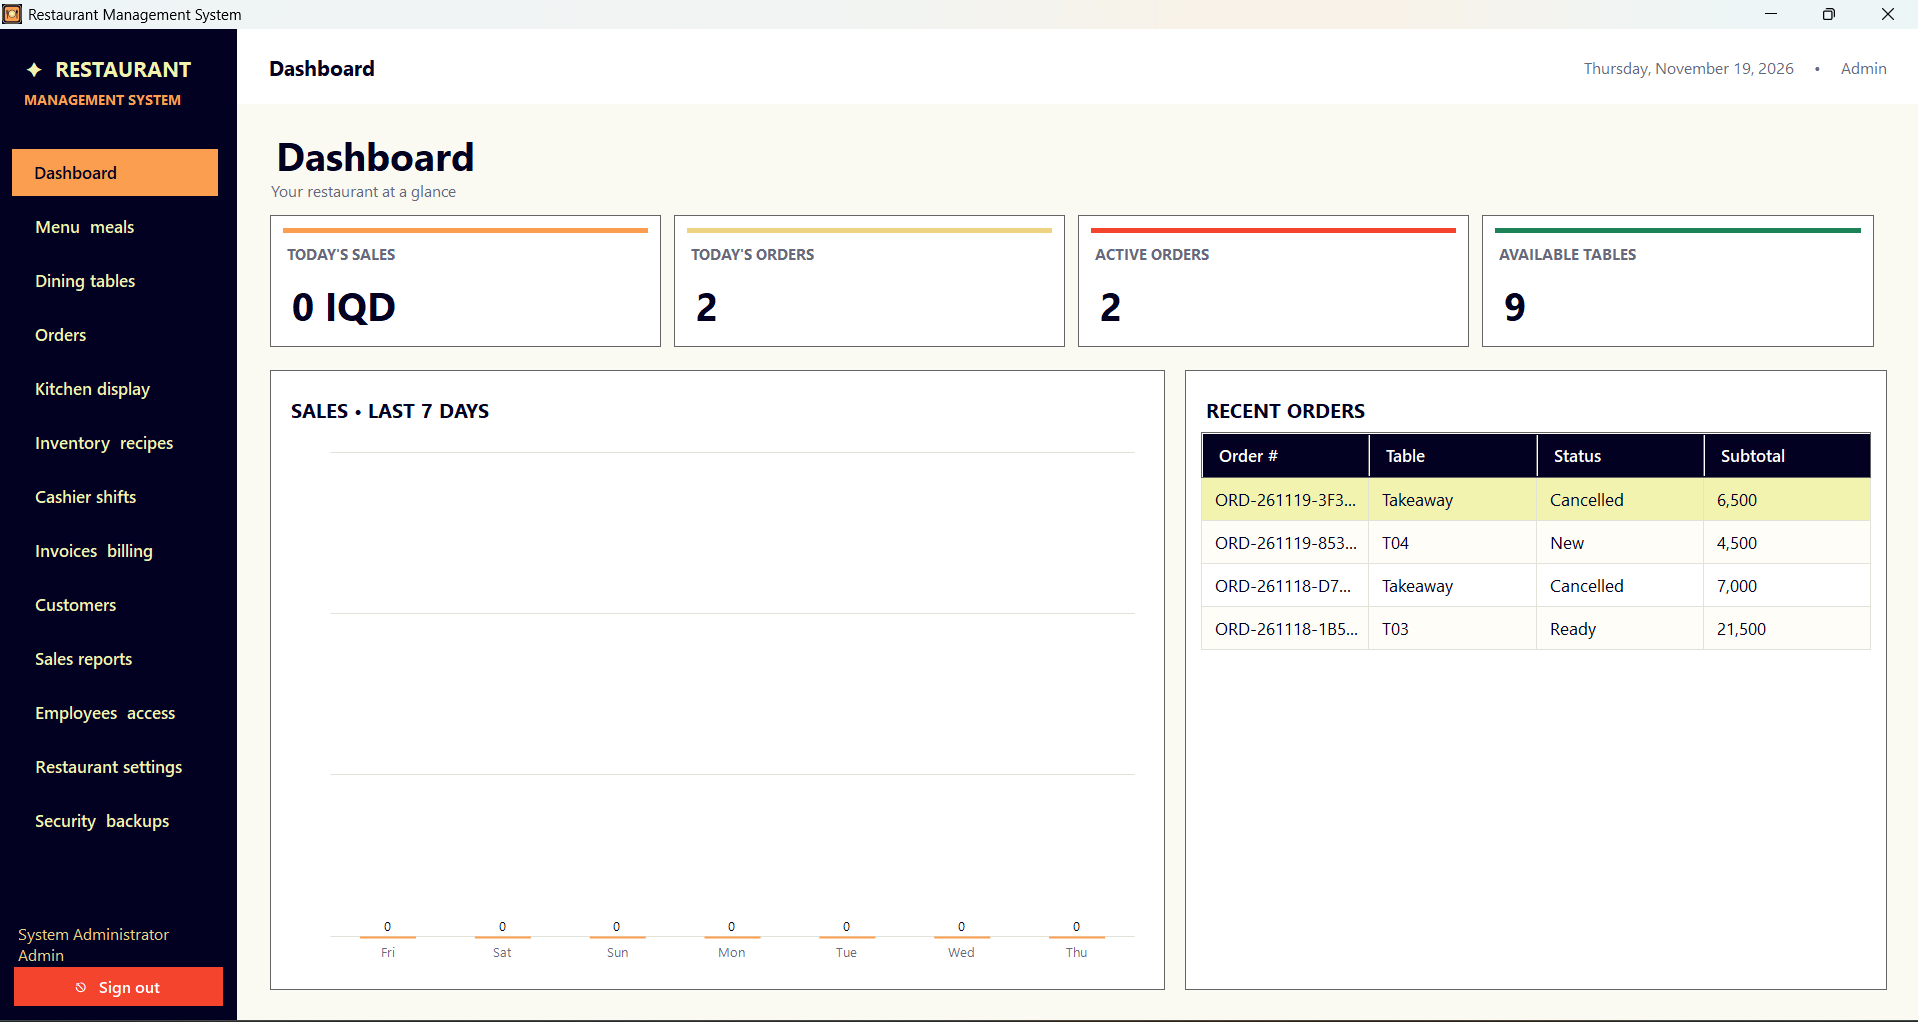 Restaurant Management System
✦ RESTAURANT
MANAGEMENT SYSTEM
Dashboard
Menu meals
Dining tables
Orders
Kitchen display
Inventory recipes
Cashier shifts
Invoices billing
Customers
Sales reports
Employees access
Restaurant settings
Security backups
System Administrator
Admin
Sign out
Dashboard
Thursday, November 19, 2026 • Admin
Dashboard
Your restaurant at a glance
TODAY'S SALES
0 IQD
TODAY'S ORDERS
2
ACTIVE ORDERS
2
AVAILABLE TABLES
9
SALES • LAST 7 DAYS
0 0 0 0 0 0 0
Fri Sat Sun Mon Tue Wed Thu
RECENT ORDERS
Order # Table Status Subtotal
ORD-261119-3F3... Takeaway Cancelled 6,500
ORD-261119-853... T04 New 4,500
ORD-261118-D7... Takeaway Cancelled 7,000
ORD-261118-1B5... T03 Ready 21,500